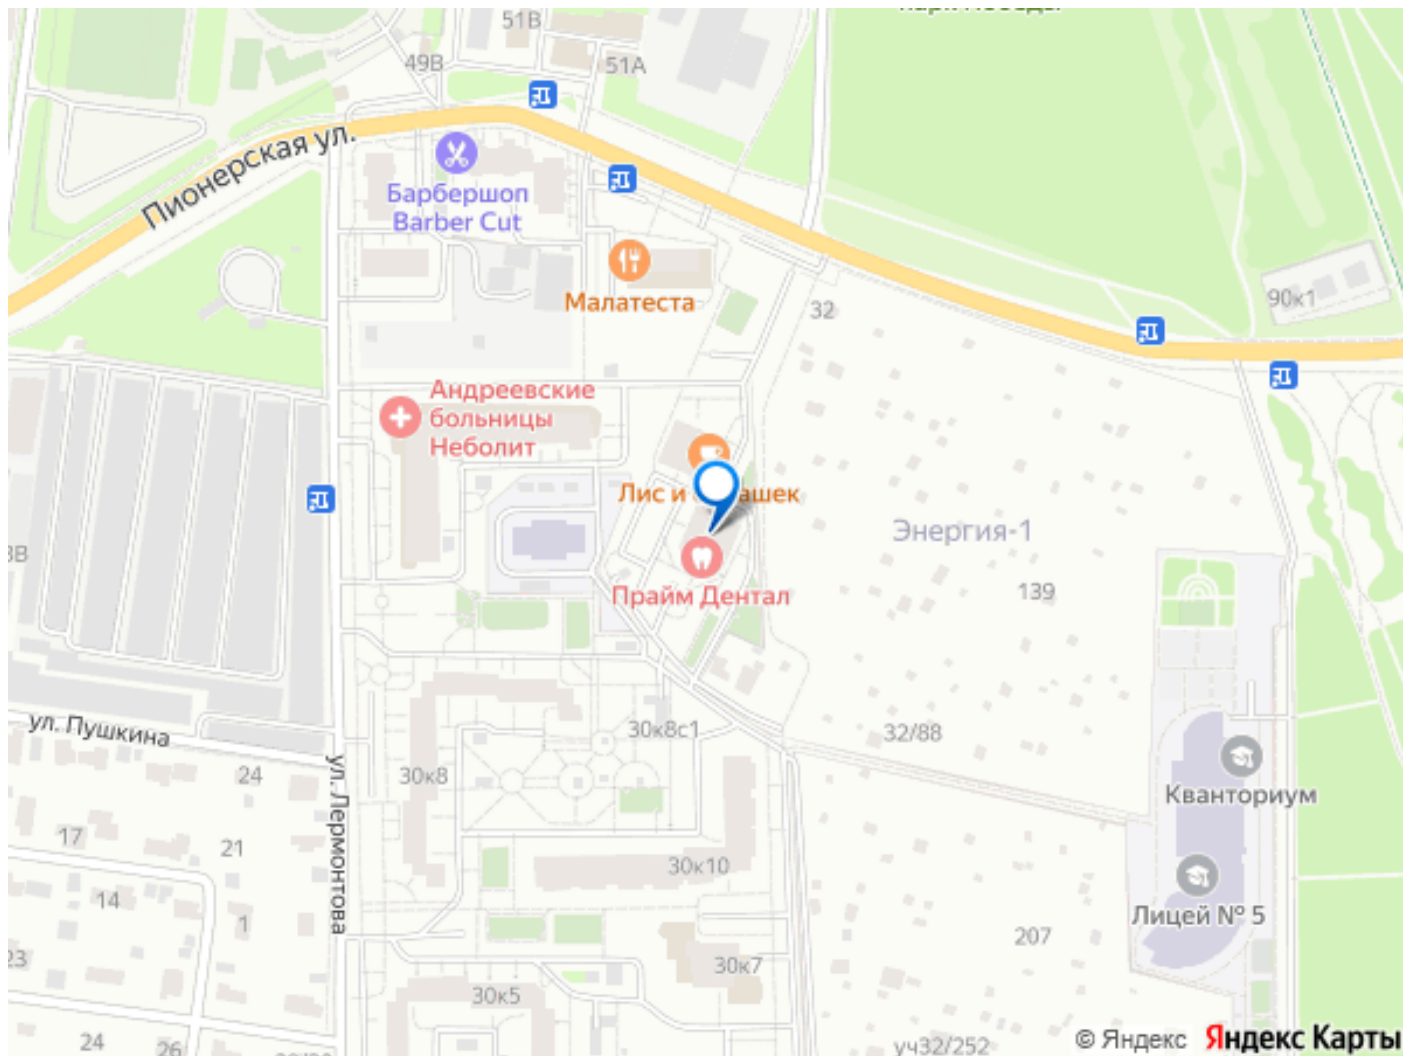 51В
49В
51А
Пионерская ул.
Барбершоп
Barber Cut
Малатеста
32
90к1
Андреевские
больницы
Неболит
Лис и
ашек
Энергия-1
139
Прайм Дентал
ул. Пушкина
30к8с1
32/88
24
30к8
ул. Лермонтова
Кванториум
17
21
30к10
14
1
Лицей № 5
207
23
30к7
30к5
24
26
уч32/252
© Яндекс Яндекс Карты